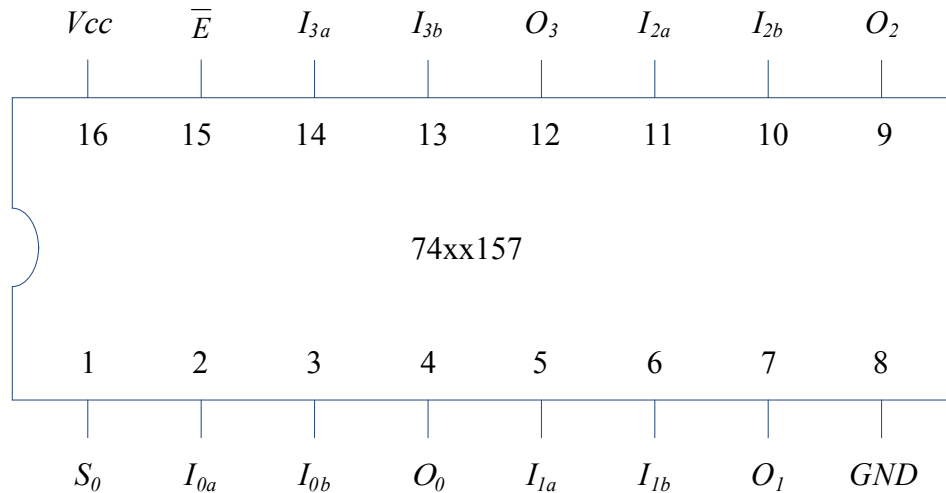 Vcc E̅ I3a I3b O3 I2a I2b O2
16 15 14 13 12 11 10 9
74xx157
1 2 3 4 5 6 7 8
S0 I0a I0b O0 I1a I1b O1 GND